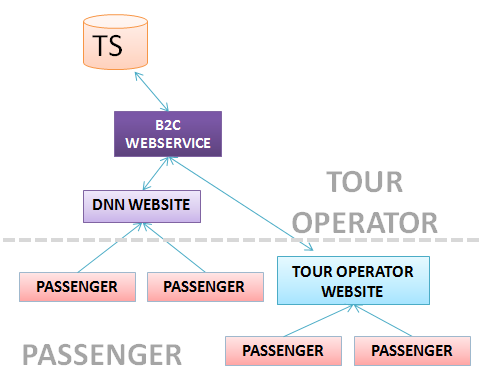 TS
B2C
WEBSERVICE
TOUR
OPERATOR
DNN WEBSITE
PASSENGER
PASSENGER
TOUR OPERATOR
WEBSITE
PASSENGER
PASSENGER
PASSENGER